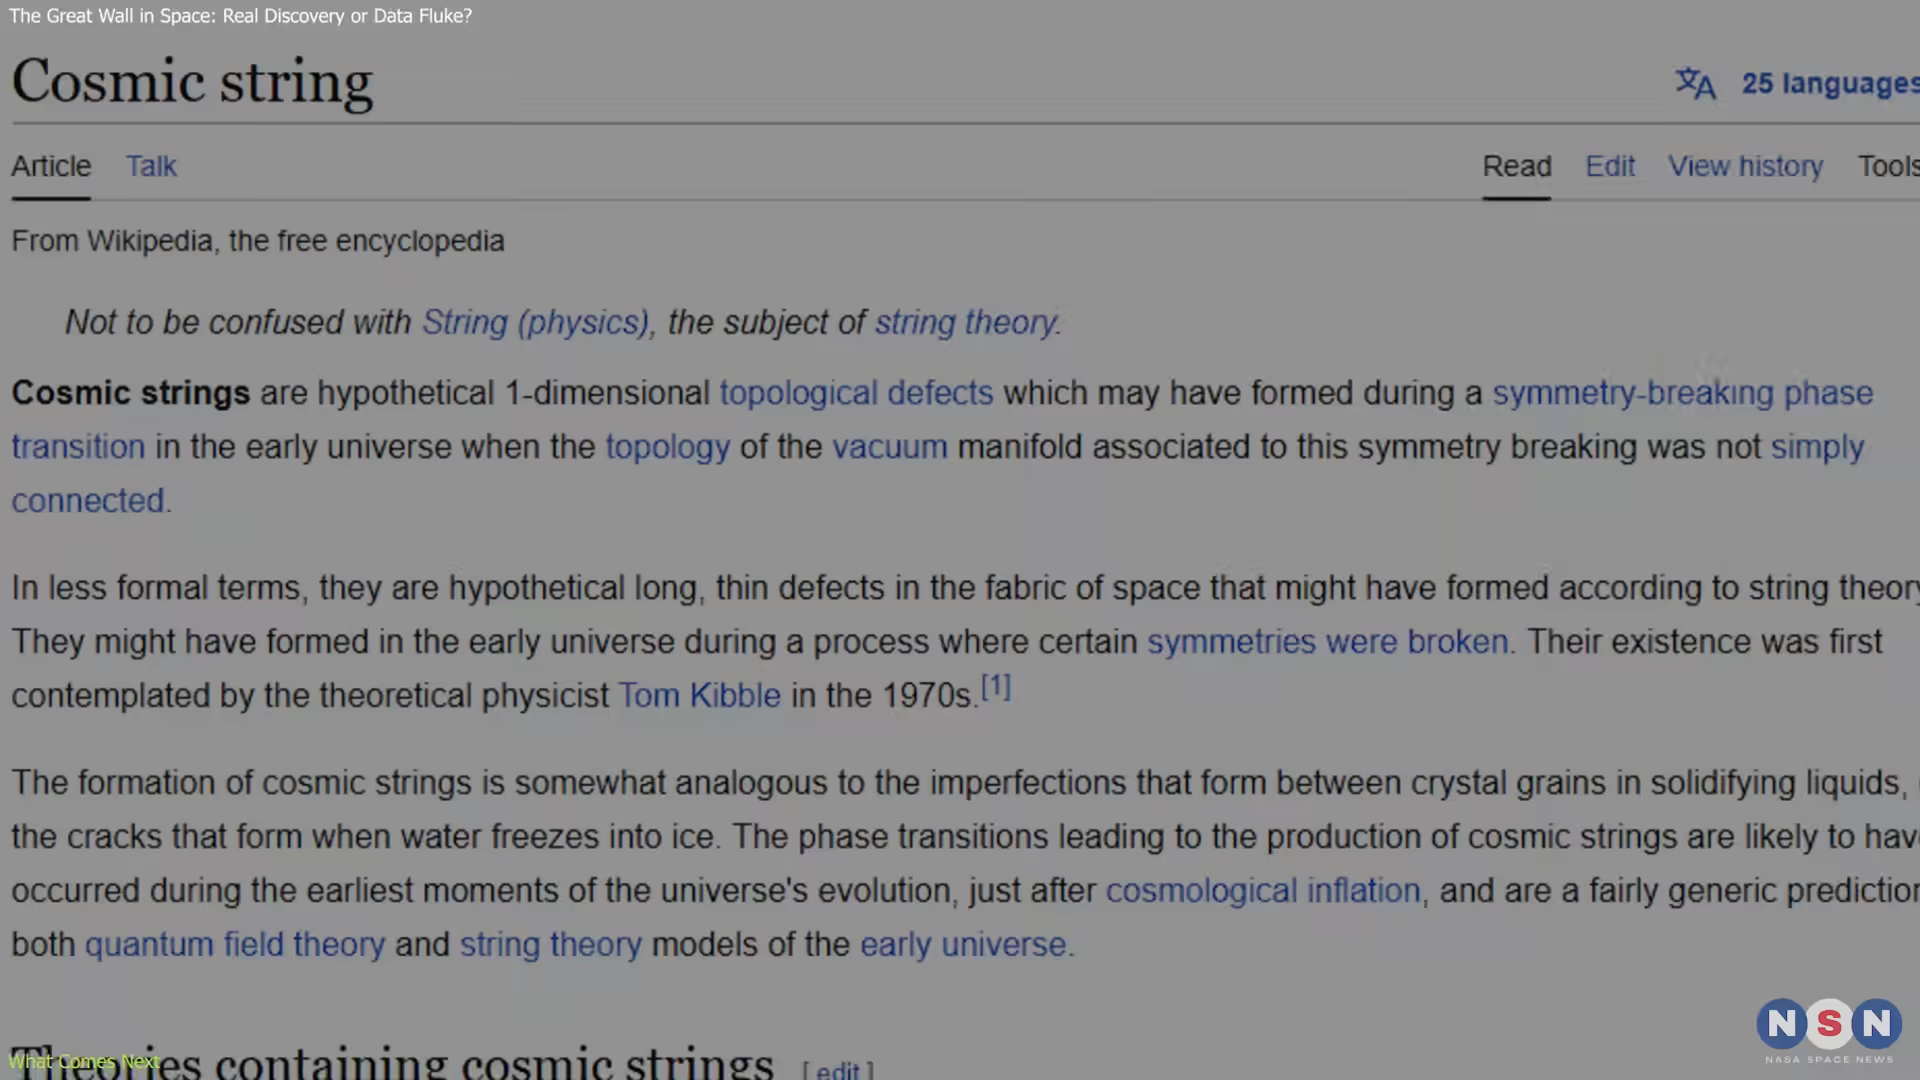 The Great Wall in Space: Real Discovery or Data Fluke?
Cosmic string
25 languages
Article Talk Read Edit View history Tools
From Wikipedia, the free encyclopedia
Not to be confused with String (physics), the subject of string theory.
Cosmic strings are hypothetical 1-dimensional topological defects which may have formed during a symmetry-breaking phase
transition in the early universe when the topology of the vacuum manifold associated to this symmetry breaking was not simply
connected.
In less formal terms, they are hypothetical long, thin defects in the fabric of space that might have formed according to string theory
They might have formed in the early universe during a process where certain symmetries were broken. Their existence was first
contemplated by the theoretical physicist Tom Kibble in the 1970s.[1]
The formation of cosmic strings is somewhat analogous to the imperfections that form between crystal grains in solidifying liquids,
the cracks that form when water freezes into ice. The phase transitions leading to the production of cosmic strings are likely to have
occurred during the earliest moments of the universe's evolution, just after cosmological inflation, and are a fairly generic prediction
both quantum field theory and string theory models of the early universe.
Theories containing cosmic strings [ edit ]
What Comes Next
NSN
NASA SPACE NEWS